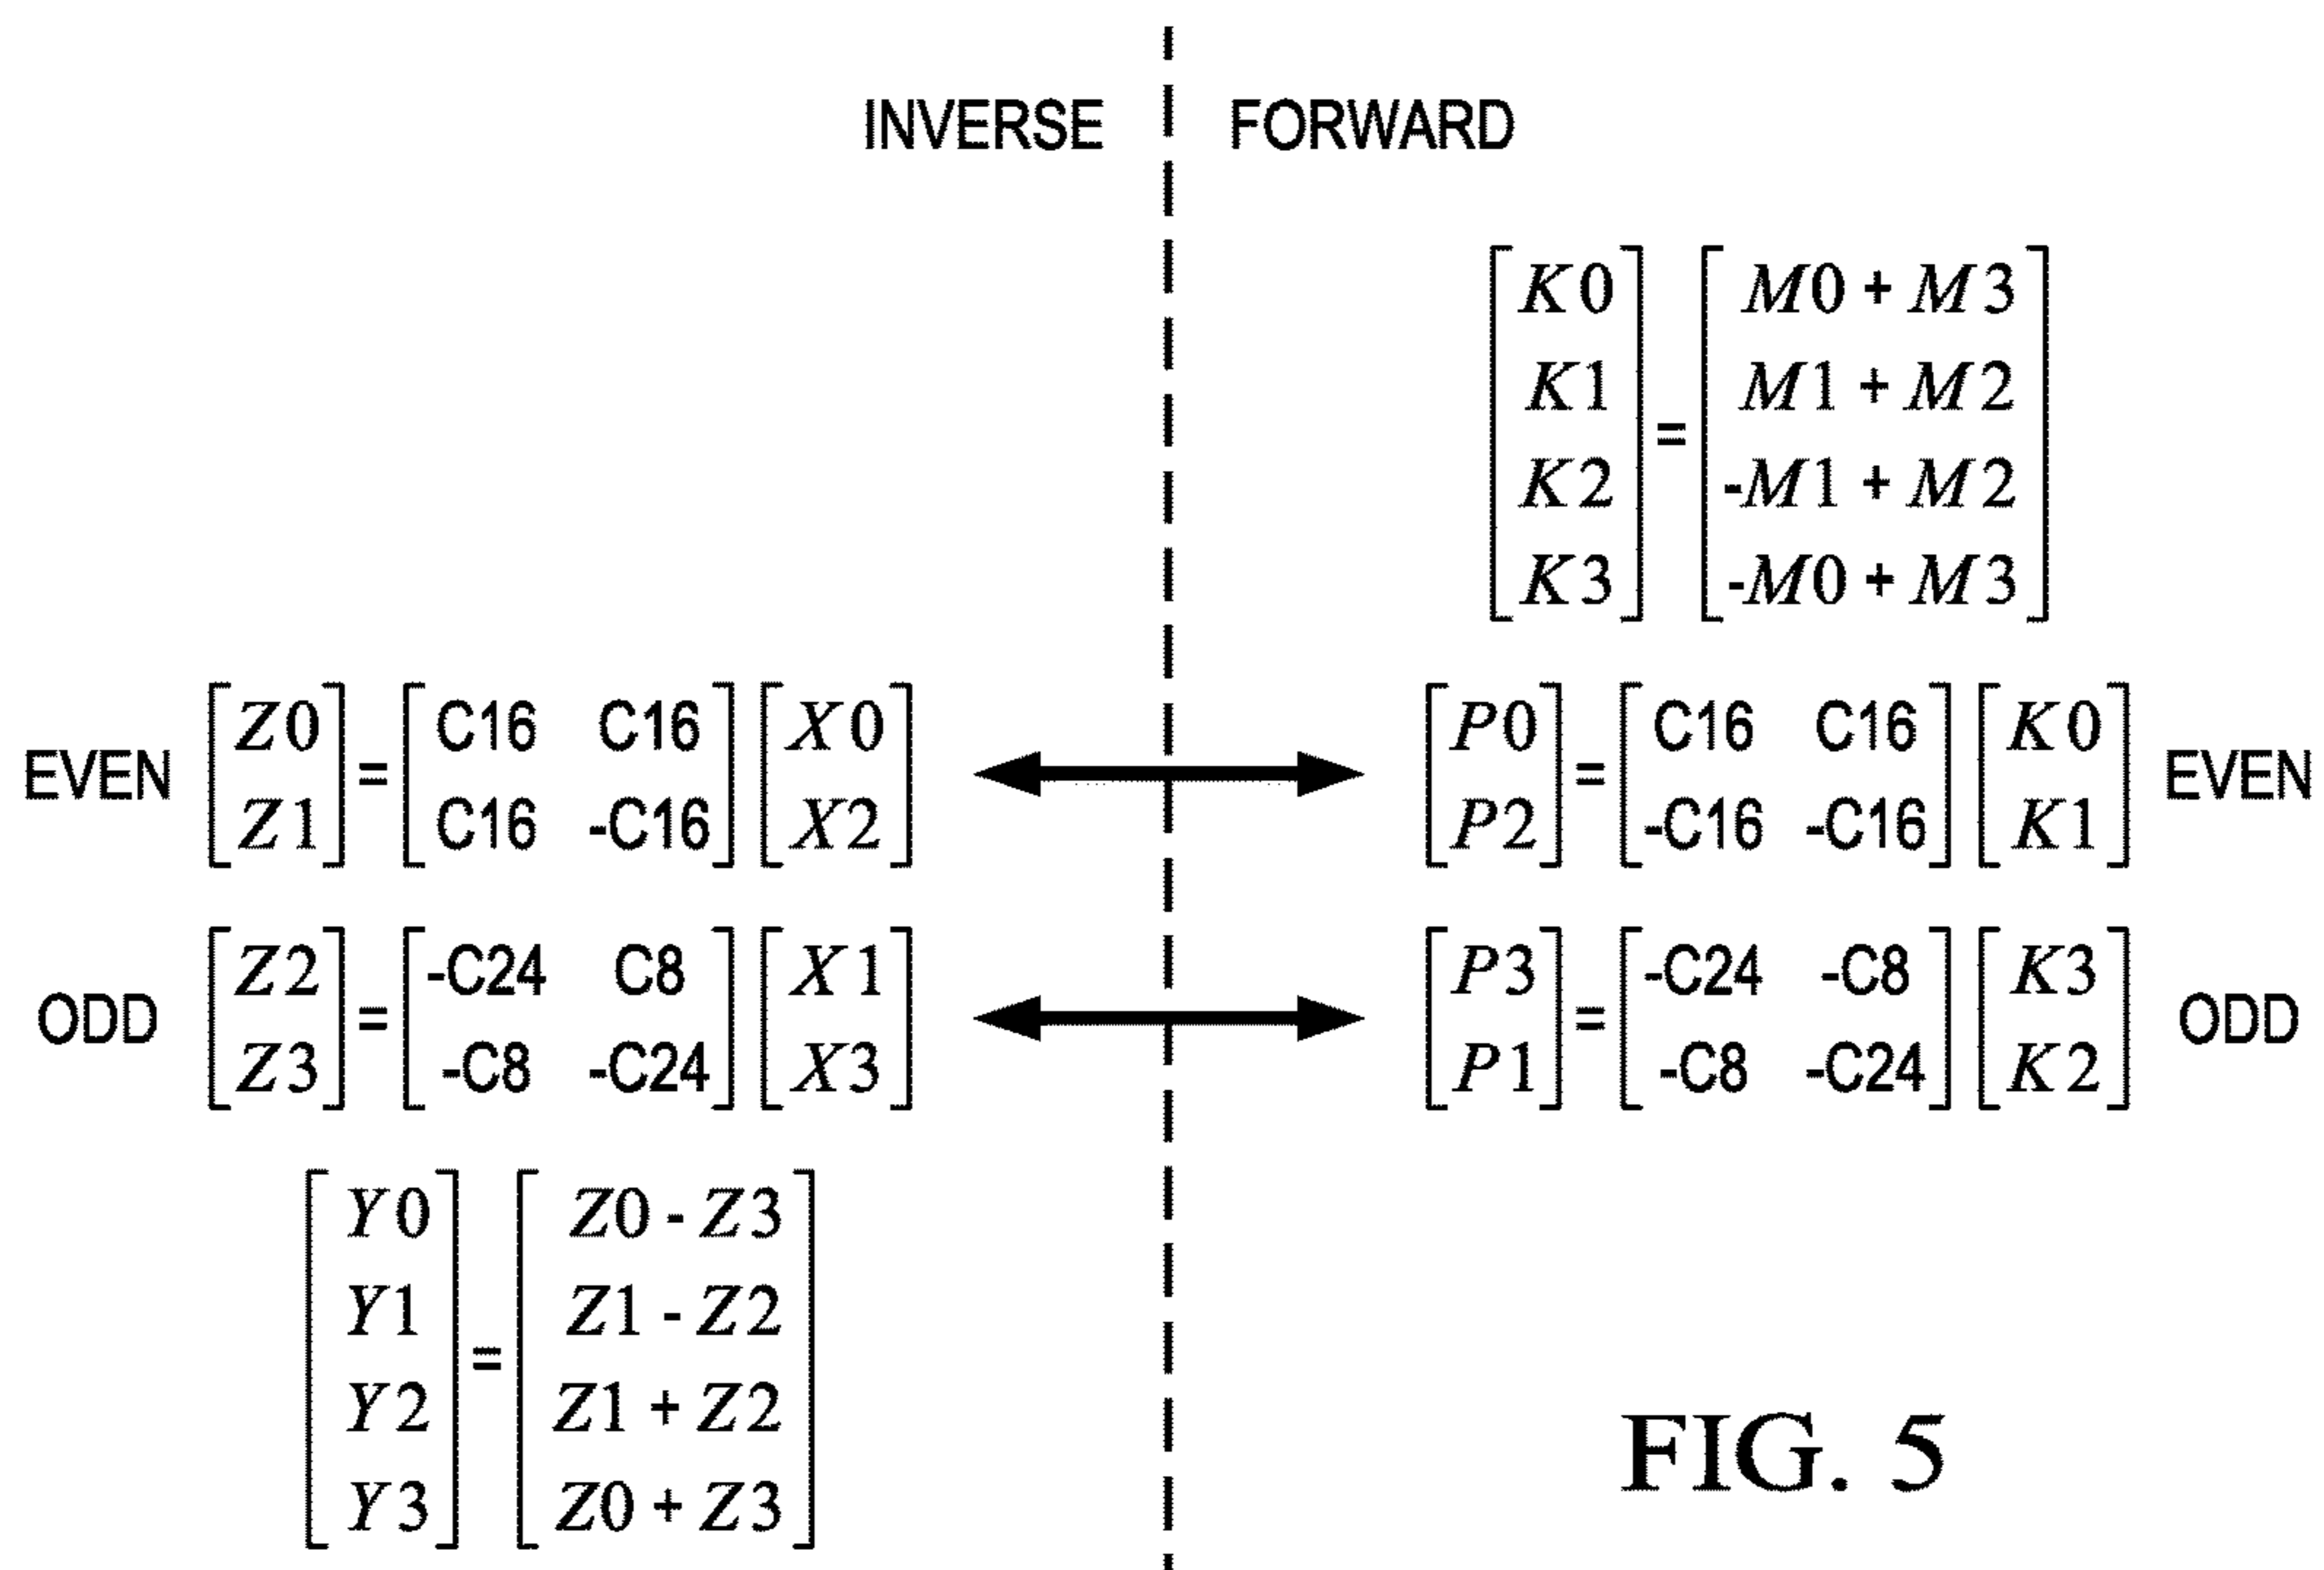 INVERSE FORWARD
K0 M0 + M3
K1 M1 + M2
=
K2 -M1 + M2
K3 -M0 + M3
EVEN Z0 = C16 C16 X0
Z1 C16 -C16 X2
P0 = C16 C16 K0 EVEN
P2 -C16 -C16 K1
ODD Z2 = -C24 C8 X1
Z3 -C8 -C24 X3
P3 = -C24 -C8 K3 ODD
P1 -C8 -C24 K2
Y0 Z0 - Z3
Y1 Z1 - Z2
=
Y2 Z1 + Z2
Y3 Z0 + Z3
FIG. 5